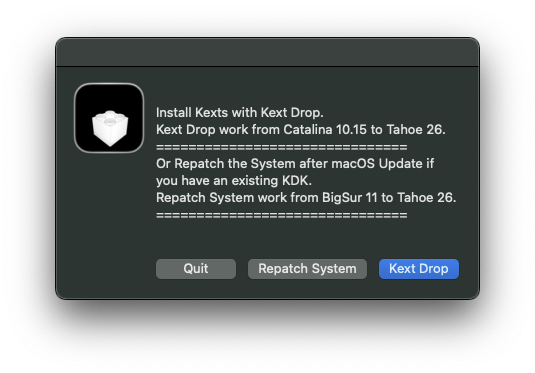 Install Kexts with Kext Drop.
Kext Drop work from Catalina 10.15 to Tahoe 26.
===============================
Or Repatch the System after macOS Update if
you have an existing KDK.
Repatch System work from BigSur 11 to Tahoe 26.
===============================
Quit
Repatch System
Kext Drop